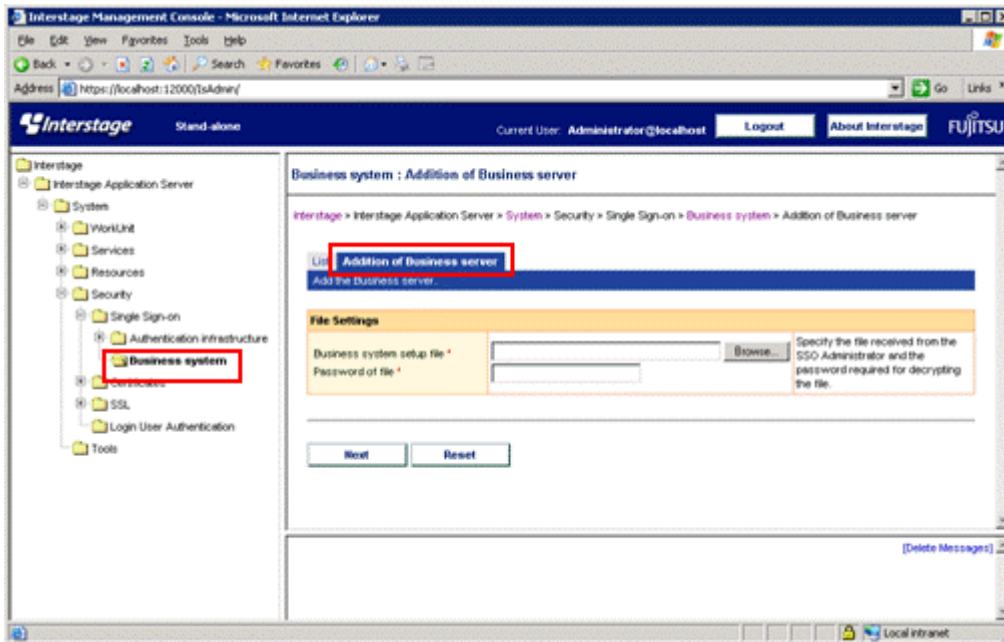 Interstage Management Console - Microsoft Internet Explorer
File Edit View Favorites Tools Help
Back Search Favorites
Address https://localhost:12000/IsAdmin/ Go Links
Interstage Stand-alone Current User: Administrator@localhost Logout About Interstage FUJITSU
Interstage
Interstage Application Server
System
WorkUnit
Services
Resources
Security
Single Sign-on
Authentication infrastructure
Business system
Certificates
SSL
Login User Authentication
Tools
Business system : Addition of Business server
Interstage > Interstage Application Server > System > Security > Single Sign-on > Business system > Addition of Business server
List Addition of Business server
Add the Business server.
File Settings
Business system setup file *
Browse...
Password of file *
Specify the file received from the
SSO Administrator and the
password required for decrypting
the file.
Next Reset
[Delete Messages]
Local intranet